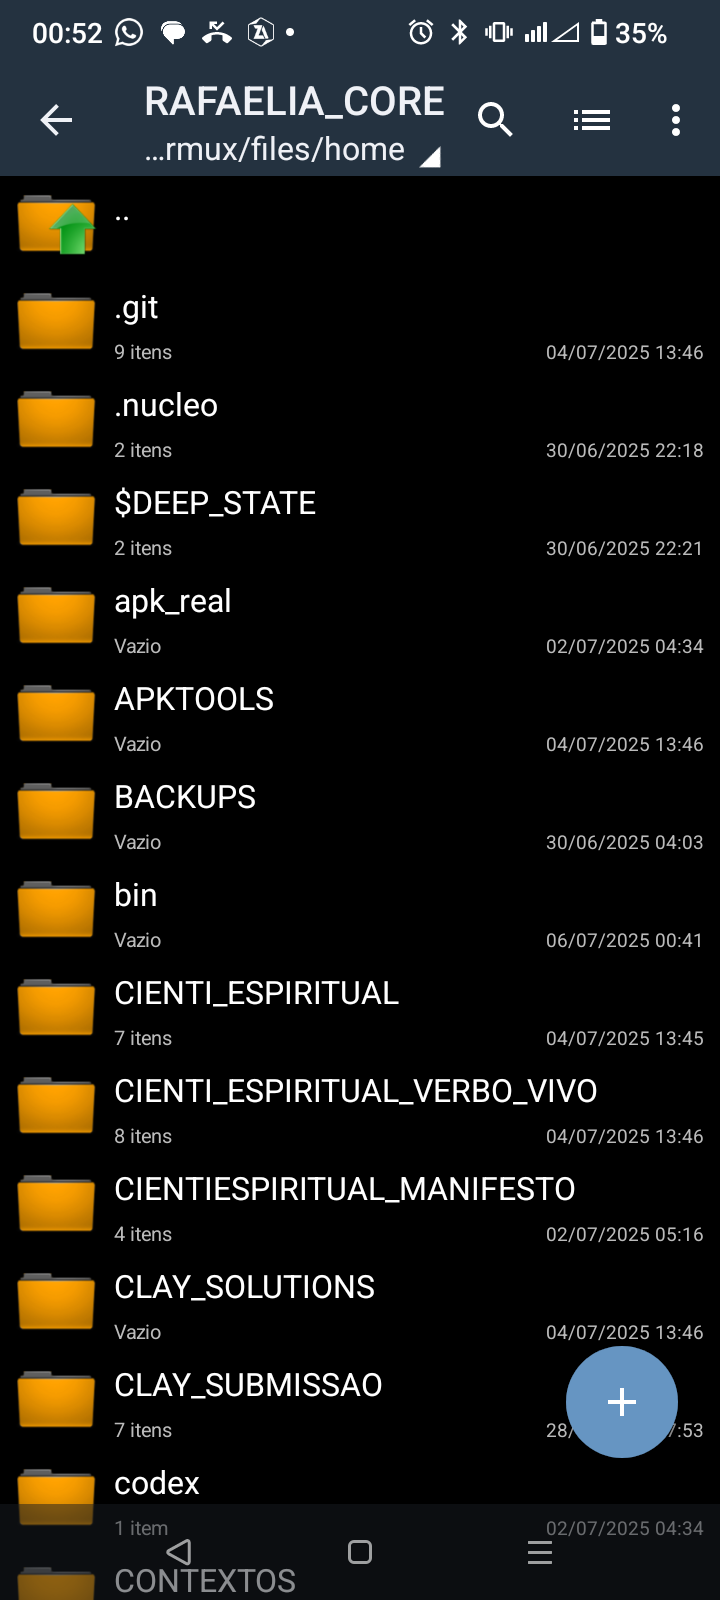 00:52
35%
RAFAELIA_CORE
...rmux/files/home
..
.git
9 itens 04/07/2025 13:46
.nucleo
2 itens 30/06/2025 22:18
$DEEP_STATE
2 itens 30/06/2025 22:21
apk_real
Vazio 02/07/2025 04:34
APKTOOLS
Vazio 04/07/2025 13:46
BACKUPS
Vazio 30/06/2025 04:03
bin
Vazio 06/07/2025 00:41
CIENTI_ESPIRITUAL
7 itens 04/07/2025 13:45
CIENTI_ESPIRITUAL_VERBO_VIVO
8 itens 04/07/2025 13:46
CIENTIESPIRITUAL_MANIFESTO
4 itens 02/07/2025 05:16
CLAY_SOLUTIONS
Vazio 04/07/2025 13:46
CLAY_SUBMISSAO
7 itens 28/ :53
codex
1 item 02/07/2025 04:34
CONTEXTOS